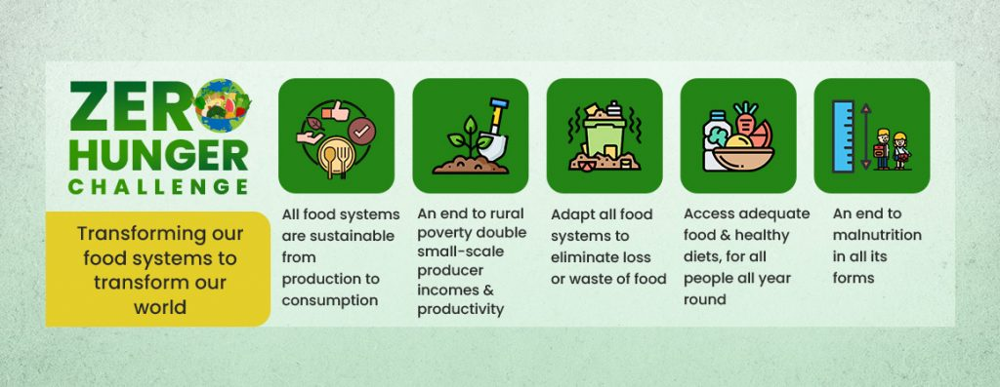 ZERO
HUNGER
CHALLENGE
Transforming our
food systems to
transform our
world
All food systems
are sustainable
from
production to
consumption
An end to rural
poverty double
small-scale
producer
incomes &
productivity
Adapt all food
systems to
eliminate loss
or waste of food
Access adequate
food & healthy
diets, for all
people all year
round
An end to
malnutrition
in all its
forms